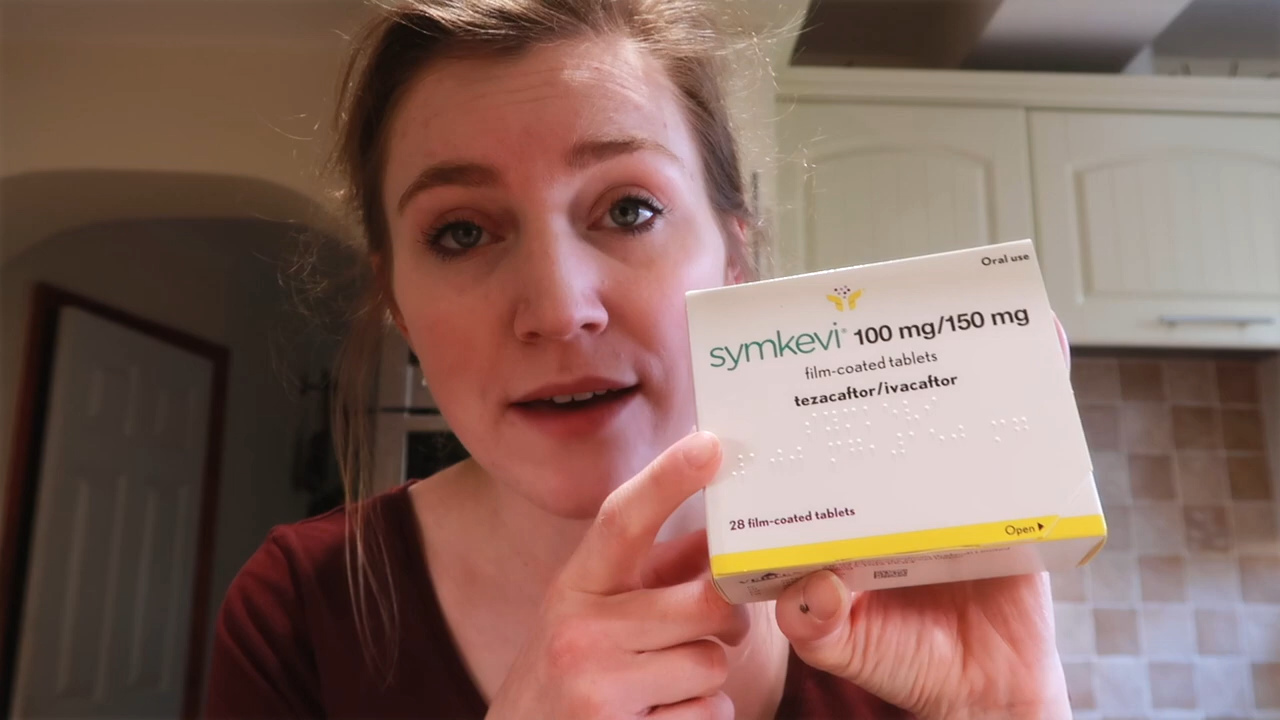 Oral use
symkevi® 100 mg/150 mg
film-coated tablets
tezacaftor/ivacaftor
28 film-coated tablets
Open